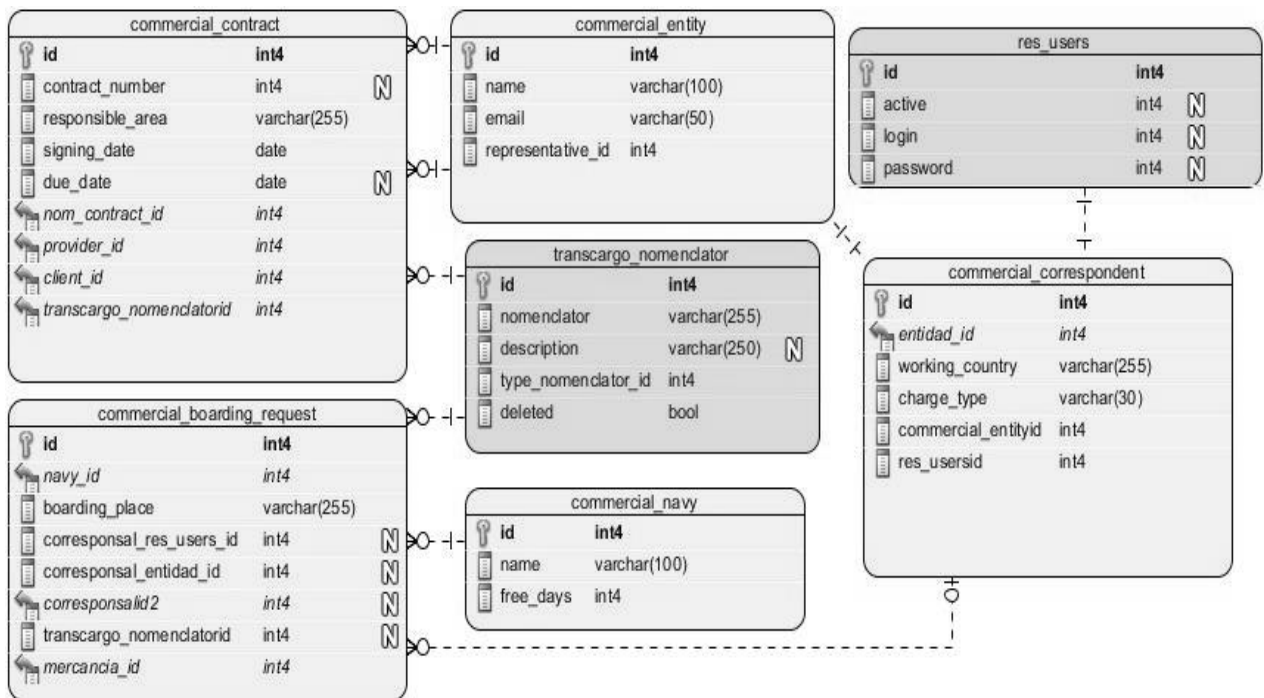 commercial_contract
id int4
contract_number int4 N
responsible_area varchar(255)
signing_date date
due_date date N
nom_contract_id int4
provider_id int4
client_id int4
transcargo_nomenclatorid int4
commercial_entity
id int4
name varchar(100)
email varchar(50)
representative_id int4
res_users
id int4
active int4 N
login int4 N
password int4 N
transcargo_nomenclator
id int4
nomenclator varchar(255)
description varchar(250) N
type_nomenclator_id int4
deleted bool
commercial_correspondent
id int4
entidad_id int4
working_country varchar(255)
charge_type varchar(30)
commercial_entityid int4
res_usersid int4
commercial_boarding_request
id int4
navy_id int4
boarding_place varchar(255)
corresponsal_res_users_id int4 N
corresponsal_entidad_id int4 N
corresponsalid2 int4 N
transcargo_nomenclatorid int4 N
mercancia_id int4
commercial_navy
id int4
name varchar(100)
free_days int4